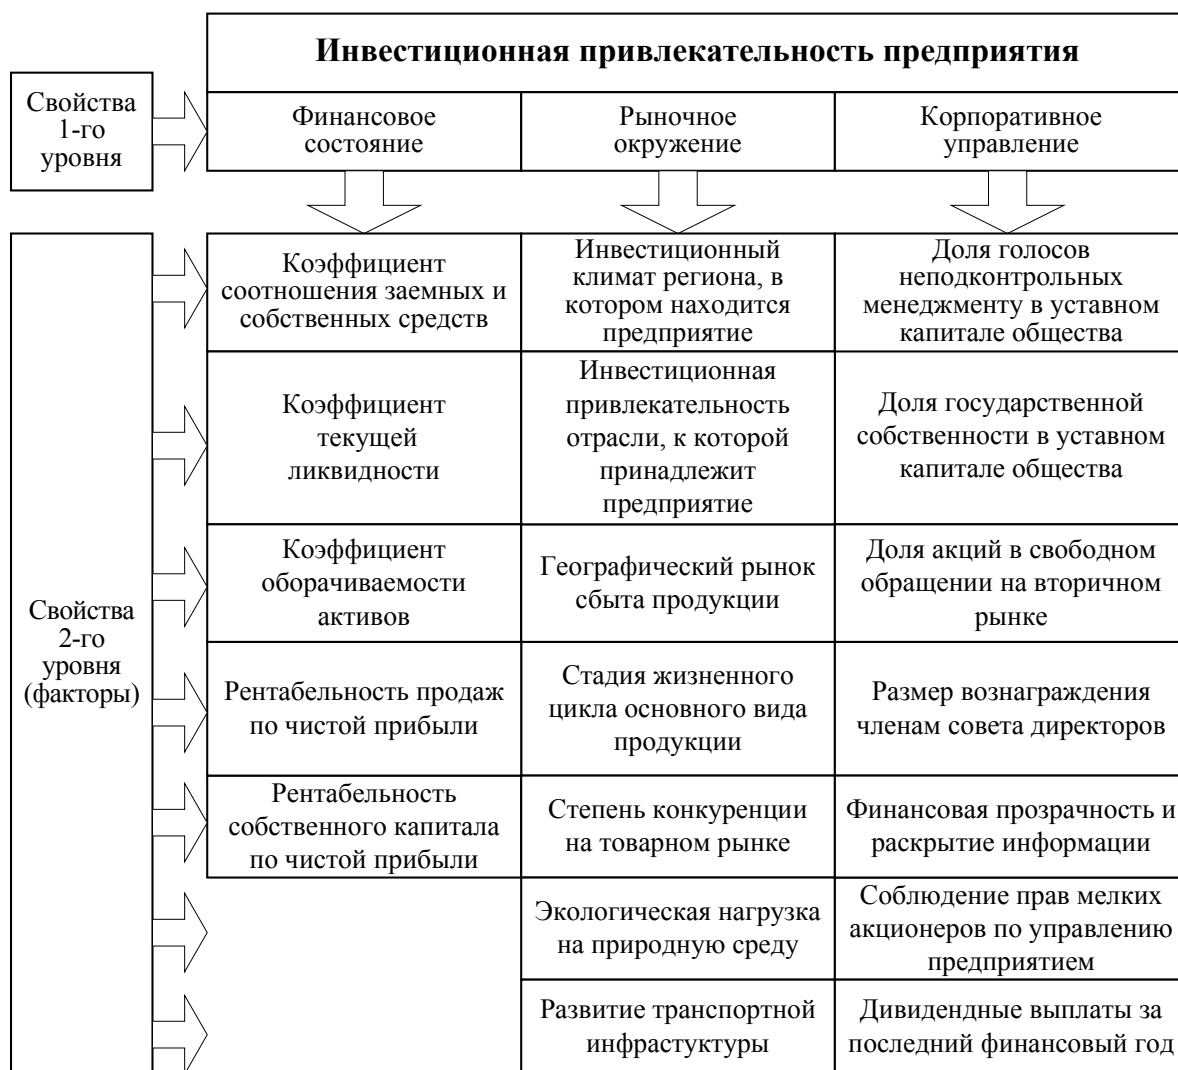 Инвестиционная привлекательность предприятия
Свойства
1-го
уровня
Финансовое
состояние
Рыночное
окружение
Корпоративное
управление
Свойства
2-го
уровня
(факторы)
Коэффициент
соотношения заемных и
собственных средств
Инвестиционный
климат региона, в
котором находится
предприятие
Доля голосов
неподконтрольных
менеджменту в уставном
капитале общества
Коэффициент
текущей
ликвидности
Инвестиционная
привлекательность
отрасли, к которой
принадлежит
предприятие
Доля государственной
собственности в уставном
капитале общества
Коэффициент
оборачиваемости
активов
Географический рынок
сбыта продукции
Доля акций в свободном
обращении на вторичном
рынке
Рентабельность продаж
по чистой прибыли
Стадия жизненного
цикла основного вида
продукции
Размер вознаграждения
членам совета директоров
Рентабельность
собственного капитала
по чистой прибыли
Степень конкуренции
на товарном рынке
Финансовая прозрачность и
раскрытие информации
Экологическая нагрузка
на природную среду
Соблюдение прав мелких
акционеров по управлению
предприятием
Развитие транспортной
инфрастуктуры
Дивидендные выплаты за
последний финансовый год